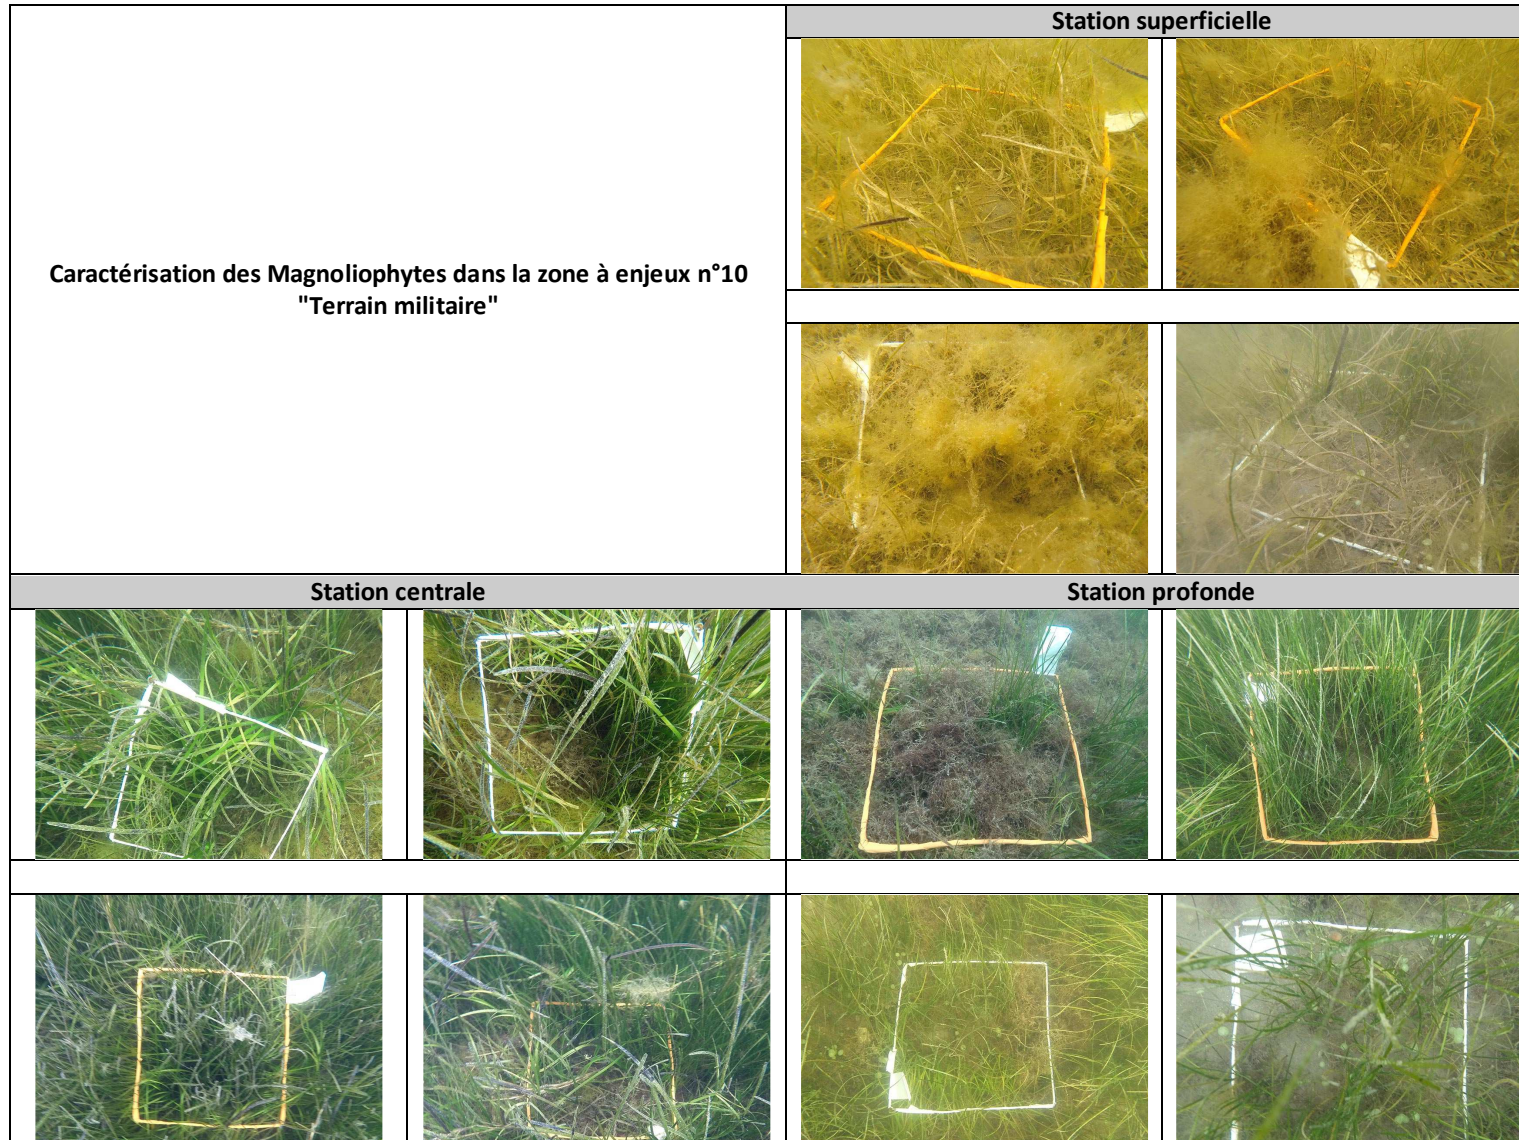 Station superficielle
Caractérisation des Magnoliophytes dans la zone à enjeux n°10
"Terrain militaire"
Station centrale
Station profonde